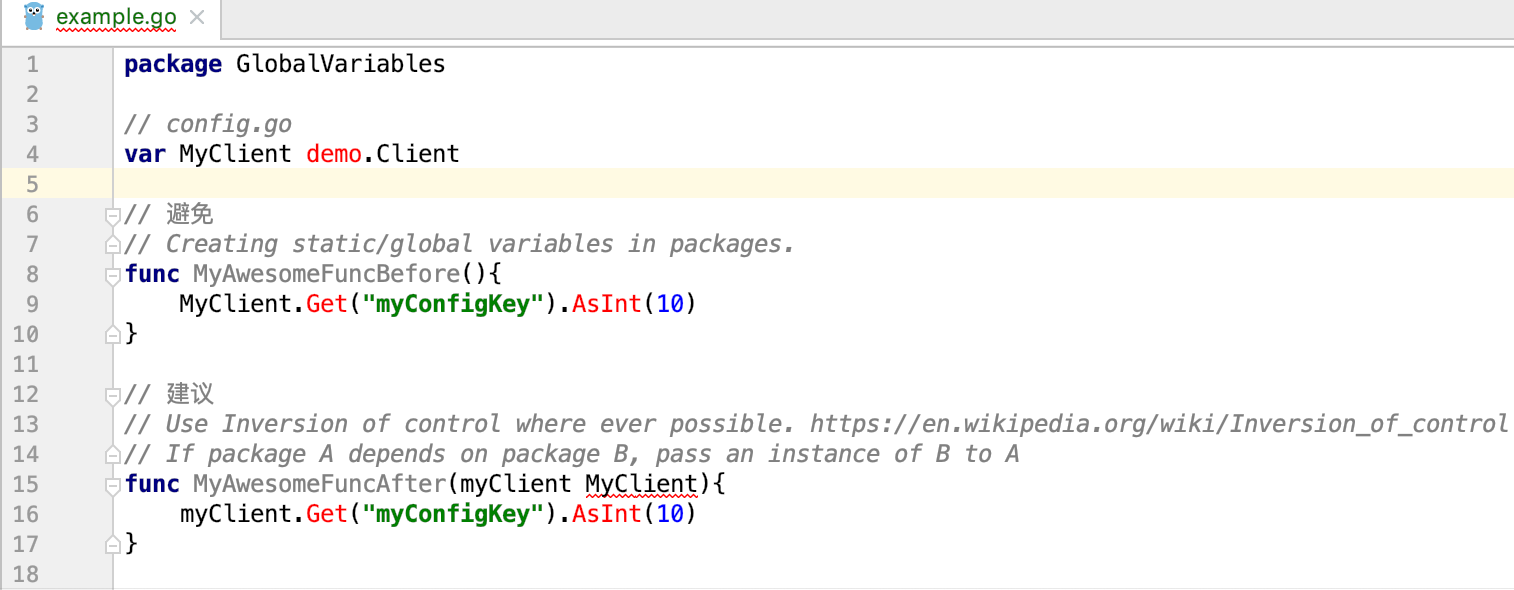 example.go
1 package GlobalVariables
2
3 // config.go
4 var MyClient demo.Client
5
6 // 避免
7 // Creating static/global variables in packages.
8 func MyAwesomeFuncBefore(){
9 MyClient.Get("myConfigKey").AsInt(10)
10 }
11
12 // 建议
13 // Use Inversion of control where ever possible. https://en.wikipedia.org/wiki/Inversion_of_control
14 // If package A depends on package B, pass an instance of B to A
15 func MyAwesomeFuncAfter(myClient MyClient){
16 myClient.Get("myConfigKey").AsInt(10)
17 }
18